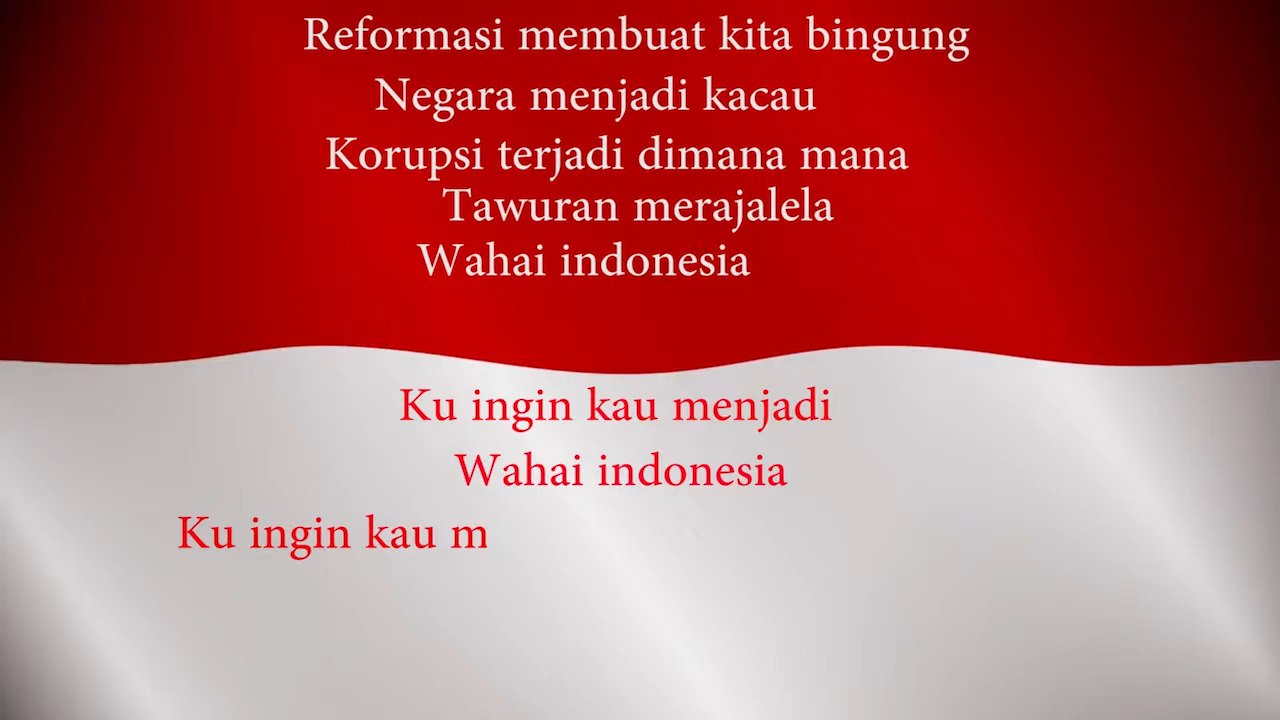 Reformasi membuat kita bingung
Negara menjadi kacau
Korupsi terjadi dimana mana
Tawuran merajalela
Wahai indonesia
Ku ingin kau menjadi
Wahai indonesia
Ku ingin kau m